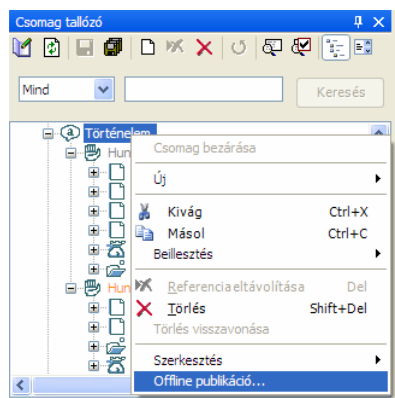 Csomag tallózó
Mind
Keresés
Történelem
Hun
Hun
Csomag bezárása
Új
Kivág Ctrl+X
Másol Ctrl+C
Beillesztés
Referencia eltávolítása Del
Törlés Shift+Del
Törlés visszavonása
Szerkesztés
Offline publikáció...